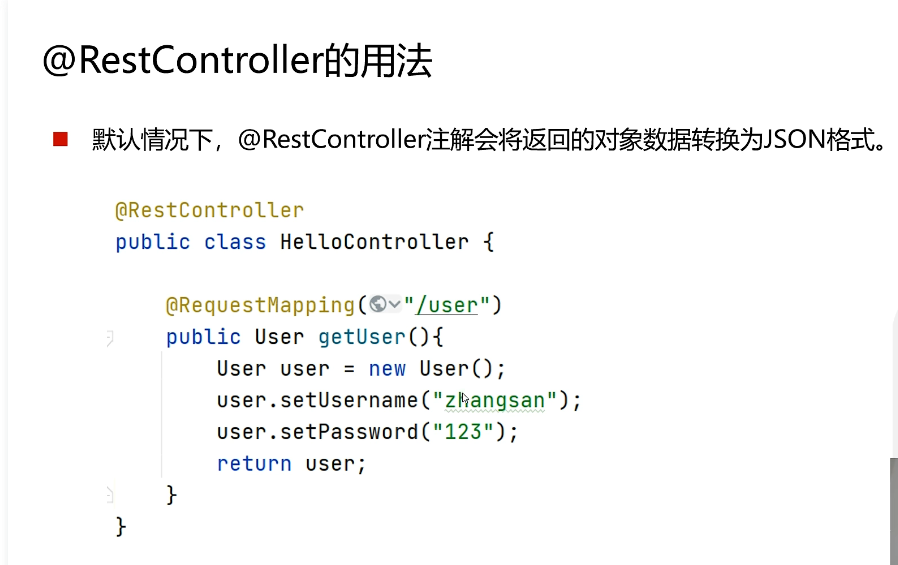 @RestController的用法
默认情况下，@RestController注解会将返回的对象数据转换为JSON格式。
@RestController
public class HelloController {
@RequestMapping("/user")
public User getUser(){
User user = new User();
user.setUsername("zhangsan");
user.setPassword("123");
return user;
}
}